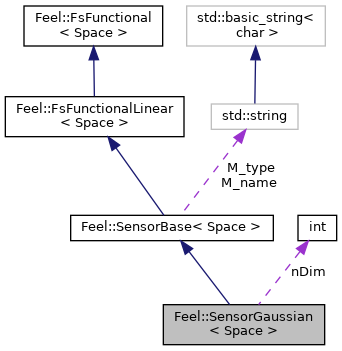 Feel::FsFunctional
< Space >
std::basic_string<
char >
Feel::FsFunctionalLinear
< Space >
std::string
M_type
M_name
Feel::SensorBase< Space >
int
nDim
Feel::SensorGaussian
< Space >